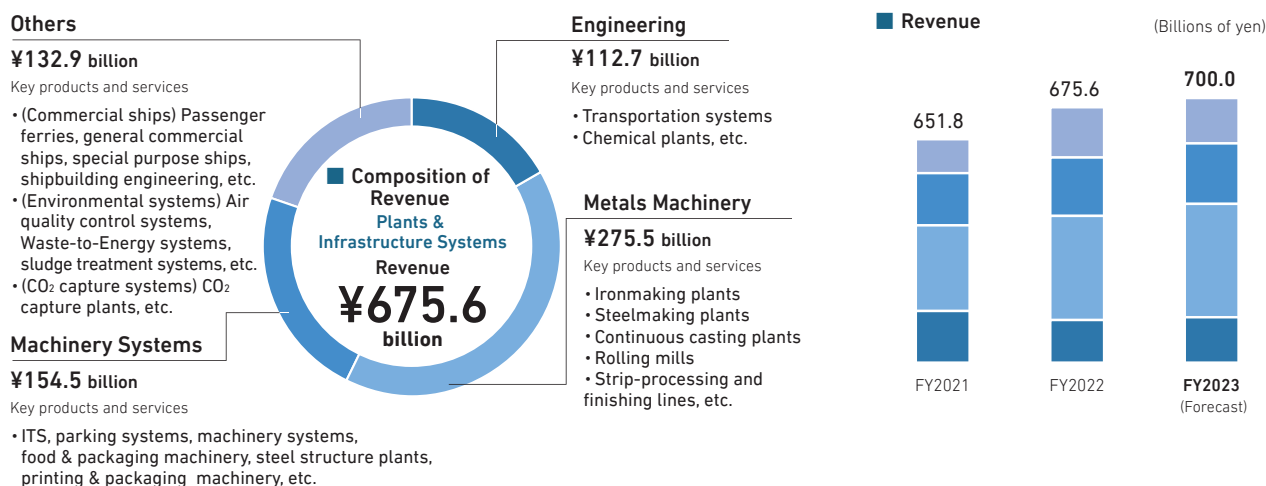 Others
¥132.9 billion
Key products and services
・(Commercial ships) Passenger
ferries, general commercial
ships, special purpose ships,
shipbuilding engineering, etc.
・(Environmental systems) Air
quality control systems,
Waste-to-Energy systems,
sludge treatment systems, etc.
・(CO₂ capture systems) CO₂
capture plants, etc.
Machinery Systems
¥154.5 billion
Key products and services
・ITS, parking systems, machinery systems,
food & packaging machinery, steel structure plants,
printing & packaging machinery, etc.
Composition of
Revenue
Plants &
Infrastructure Systems
Revenue
¥675.6
billion
Engineering
¥112.7 billion
Key products and services
・Transportation systems
・Chemical plants, etc.
Metals Machinery
¥275.5 billion
Key products and services
・Ironmaking plants
・Steelmaking plants
・Continuous casting plants
・Rolling mills
・Strip-processing and
finishing lines, etc.
Revenue
(Billions of yen)
651.8
675.6
700.0
FY2021
FY2022
FY2023
(Forecast)